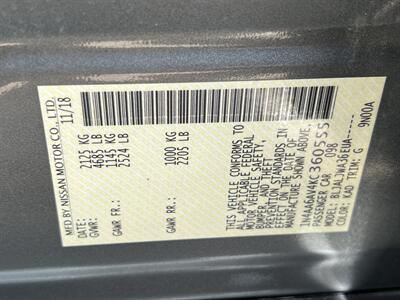 MFD BY NISSAN MOTOR CO., LTD.
11/18
GVWR: 2125 KG
4685 LB
GAWR FR.: 1145 KG
2524 LB
GAWR RR.: 1000 KG
2205 LB
THIS VEHICLE CONFORMS TO ALL
APPLICABLE FEDERAL
MOTOR VEHICLE SAFETY,
BUMPER, AND THEFT
PREVENTION STANDARDS IN
EFFECT ON THE DATE OF
MANUFACTURE SHOWN ABOVE.
PASSENGER CAR 098
COLOR: KAD TRIM: G
9N00A